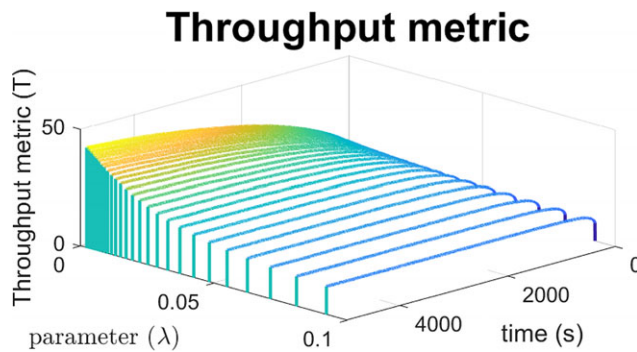 Throughput metric
Throughput metric (T)
50
0
0
0.05
0.1
parameter (λ)
4000
2000
0
time (s)